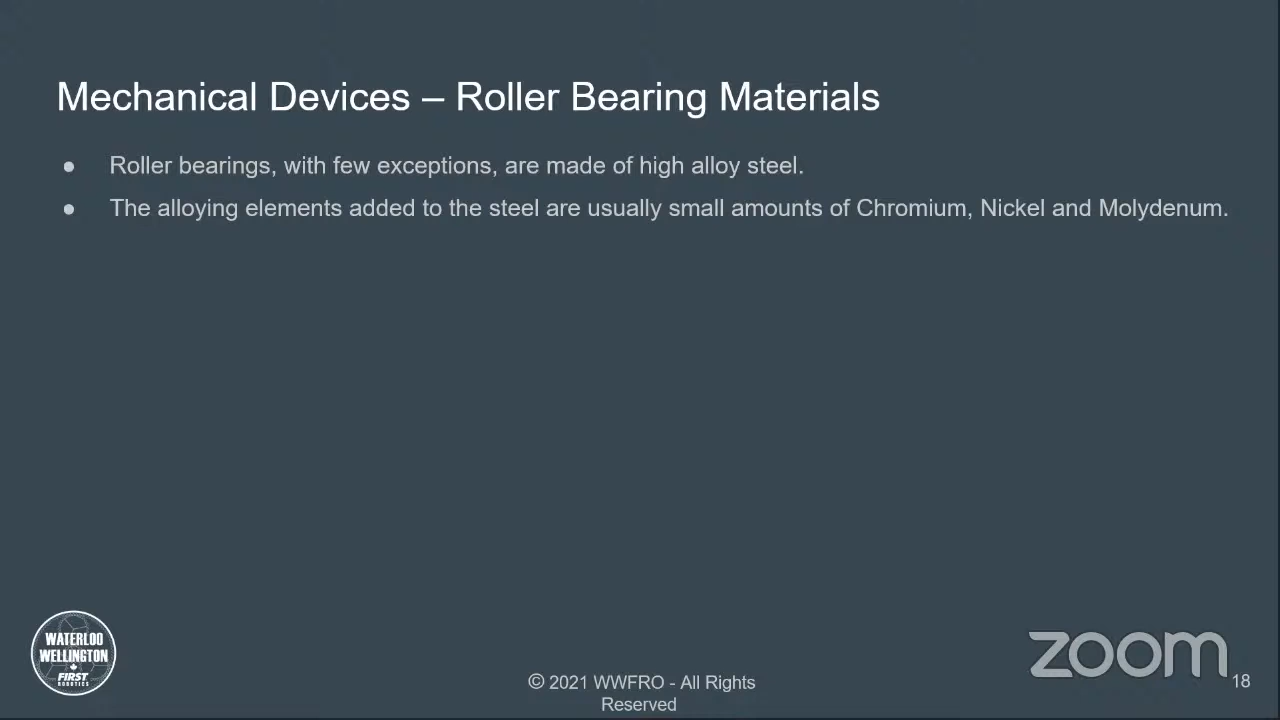 Mechanical Devices – Roller Bearing Materials
● Roller bearings, with few exceptions, are made of high alloy steel.
● The alloying elements added to the steel are usually small amounts of Chromium, Nickel and Molydenum.
WATERLOO
WELLINGTON
FIRST
ROBOTICS
zoom
© 2021 WWFRO - All Rights
Reserved
18